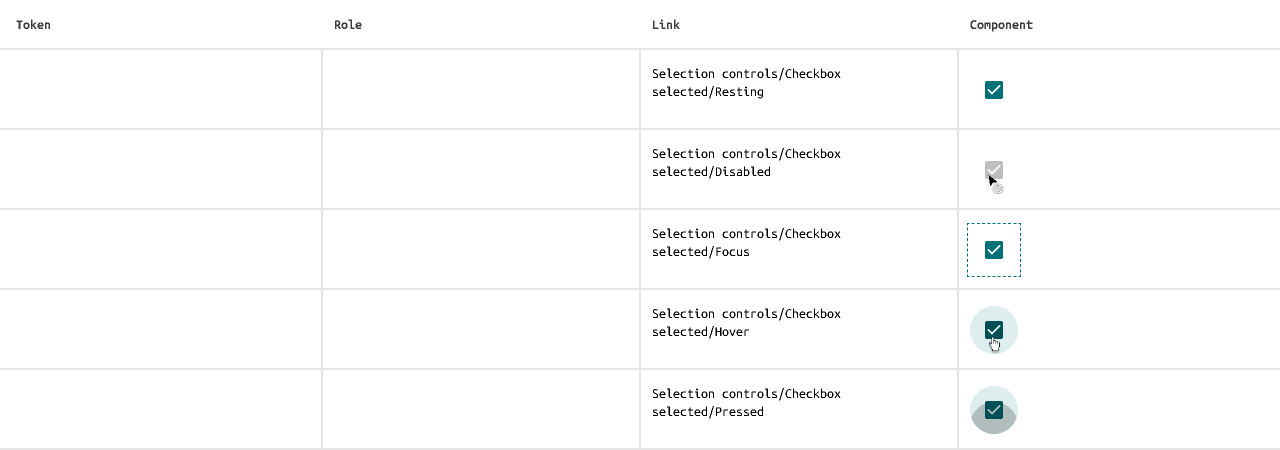 Token Role Link Component
Selection controls/Checkbox
selected/Resting
Selection controls/Checkbox
selected/Disabled
Selection controls/Checkbox
selected/Focus
Selection controls/Checkbox
selected/Hover
Selection controls/Checkbox
selected/Pressed